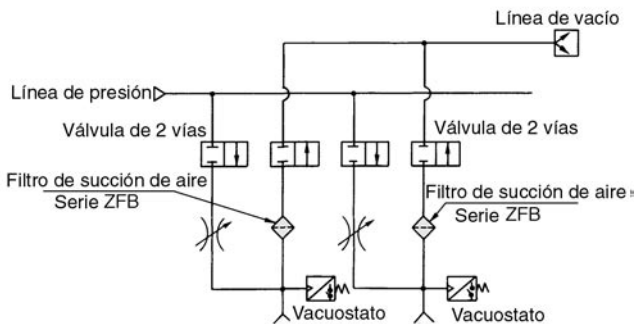 Línea de vacío
Línea de presión
Válvula de 2 vías
Válvula de 2 vías
Filtro de succión de aire
Serie ZFB
Filtro de succión de aire
Serie ZFB
Vacuostato
Vacuostato